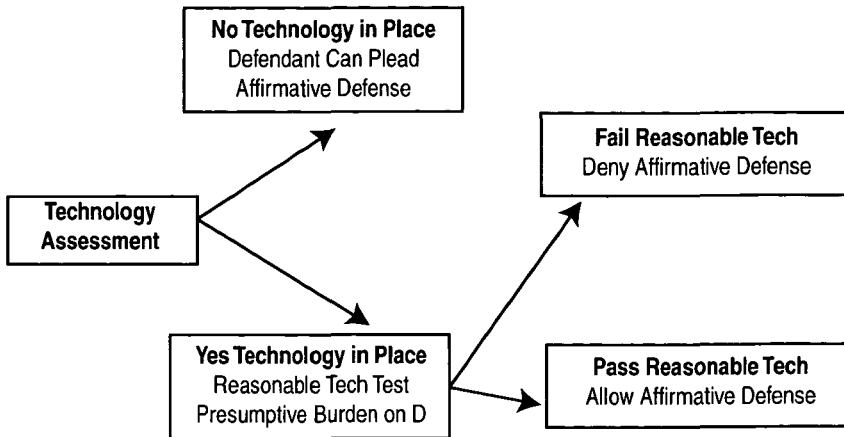 No Technology in Place
Defendant Can Plead
Affirmative Defense
Fail Reasonable Tech
Deny Affirmative Defense
Technology
Assessment
Yes Technology in Place
Reasonable Tech Test
Presumptive Burden on D
Pass Reasonable Tech
Allow Affirmative Defense